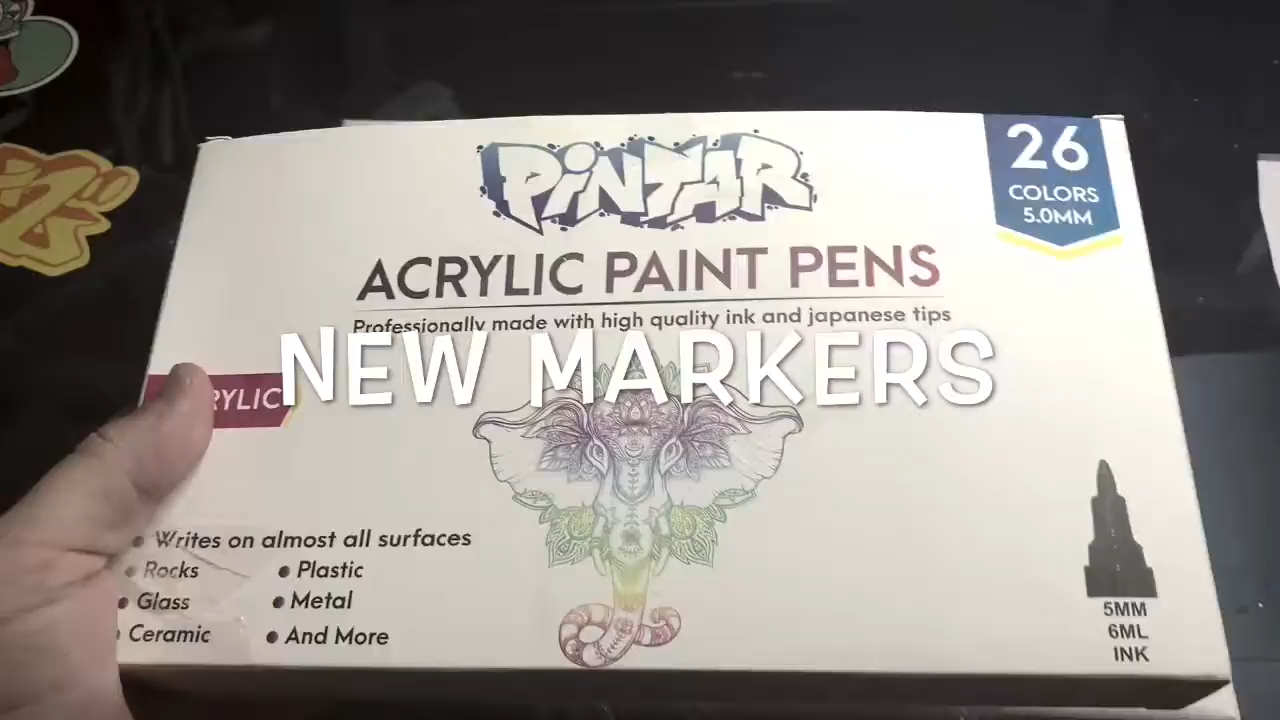 PINTAR
26
COLORS
5.0MM
ACRYLIC PAINT PENS
Professionally made with high quality ink and japanese tips
NEW MARKERS
RYLIC
• Writes on almost all surfaces
• Rocks • Plastic
• Glass • Metal
• Ceramic • And More
5MM
6ML
INK